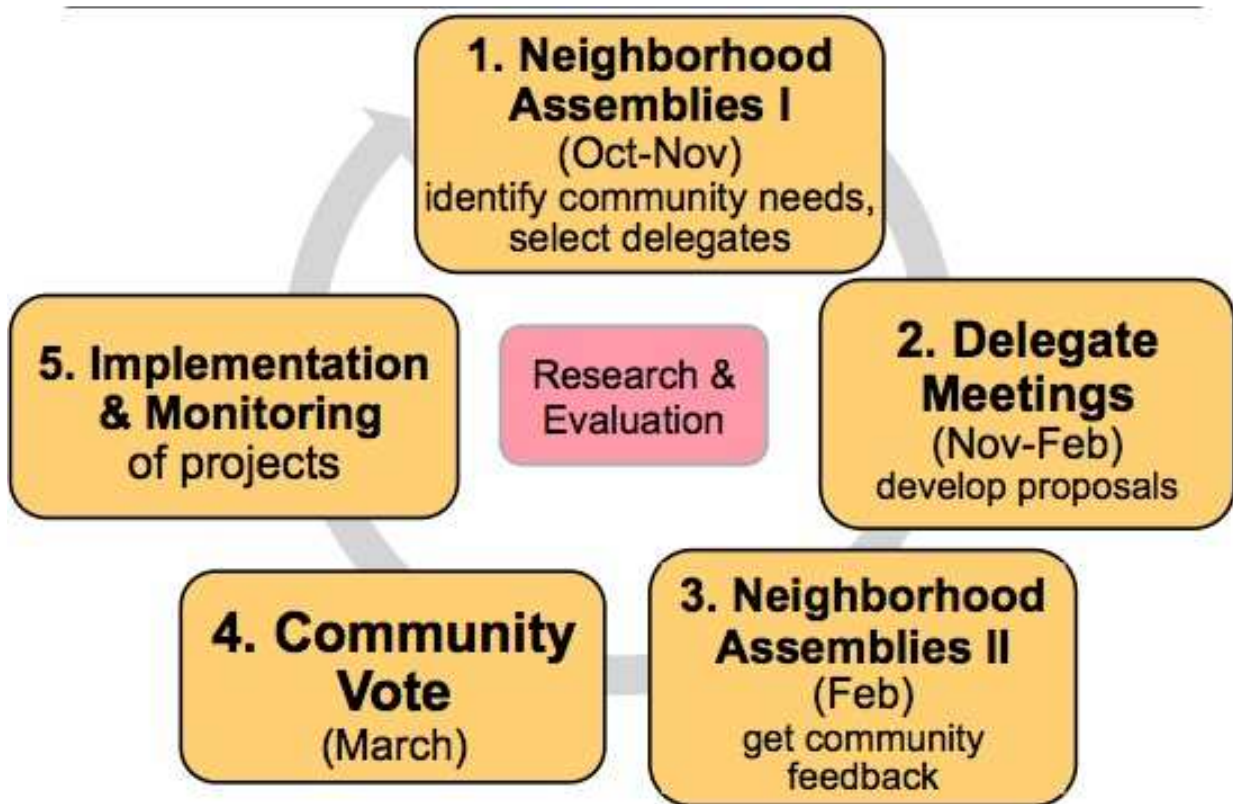 1. Neighborhood
Assemblies I
(Oct-Nov)
identify community needs,
select delegates
2. Delegate
Meetings
(Nov-Feb)
develop proposals
3. Neighborhood
Assemblies II
(Feb)
get community
feedback
4. Community
Vote
(March)
5. Implementation
& Monitoring
of projects
Research &
Evaluation